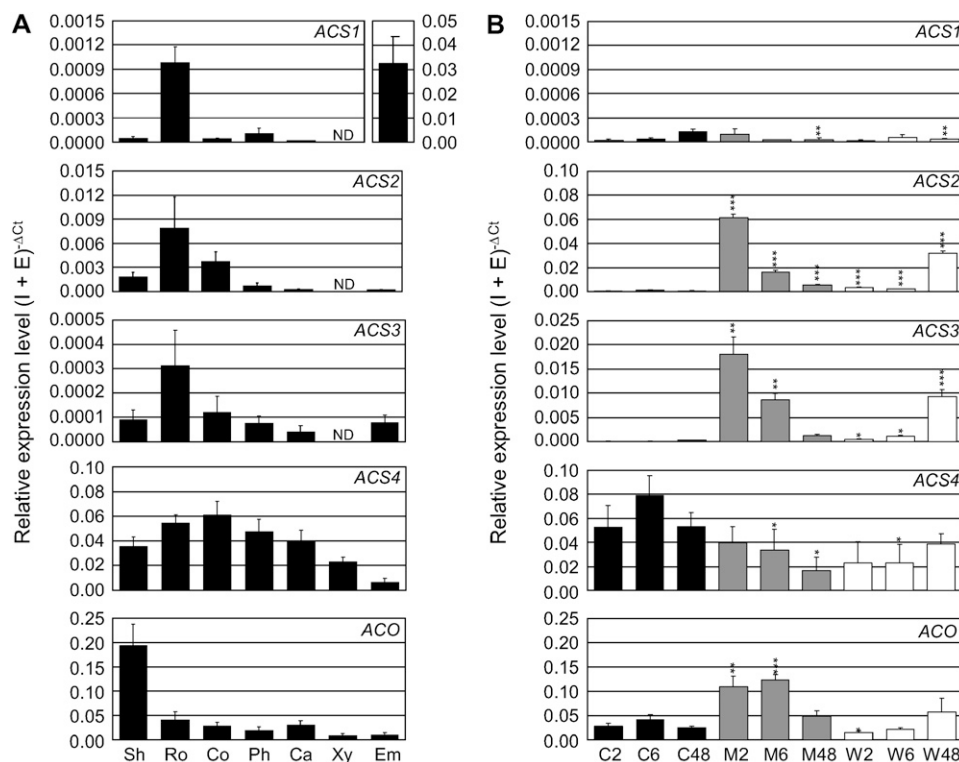 A
ACS1
0.0015
0.0012
0.0009
0.0006
0.0003
0.0000
ND
0.05
0.04
0.03
0.02
0.01
0.00
ACS2
0.015
0.012
0.009
0.006
0.003
0.000
ND
ACS3
0.0005
0.0004
0.0003
0.0002
0.0001
0.0000
ND
ACS4
0.10
0.08
0.06
0.04
0.02
0.00
ACO
0.25
0.20
0.15
0.10
0.05
0.00
Sh Ro Co Ph Ca Xy Em
Relative expression level (I + E)-ΔCt
B
ACS1
0.0015
0.0012
0.0009
0.0006
0.0003
0.0000
** **
ACS2
0.10
0.06
0.04
0.02
0.01
0.00
*** *** *** *** *** ***
ACS3
0.025
0.020
0.015
0.010
0.005
0.000
** ** * * ***
ACS4
0.10
0.08
0.06
0.04
0.02
0.00
* * *
ACO
0.25
0.20
0.15
0.10
0.05
0.00
** *** *
C2 C6 C48 M2 M6 M48 W2 W6 W48
Relative expression level (I + E)-ΔCt